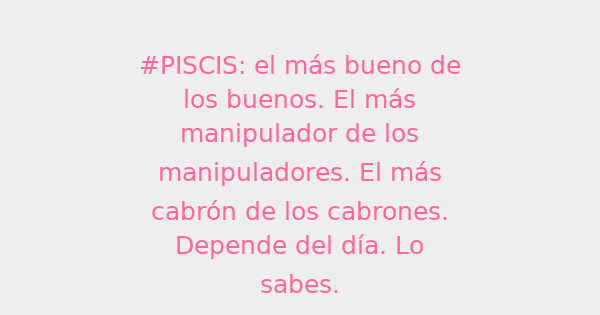 #PISCIS: el más bueno de
los buenos. El más
manipulador de los
manipuladores. El más
cabrón de los cabrones.
Depende del día. Lo
sabes.